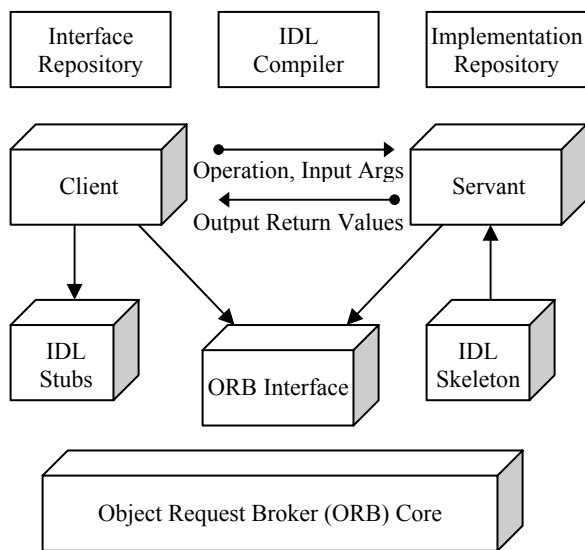 Interface
Repository
IDL
Compiler
Implementation
Repository
Client
Operation, Input Args
Output Return Values
Servant
IDL
Stubs
ORB Interface
IDL
Skeleton
Object Request Broker (ORB) Core